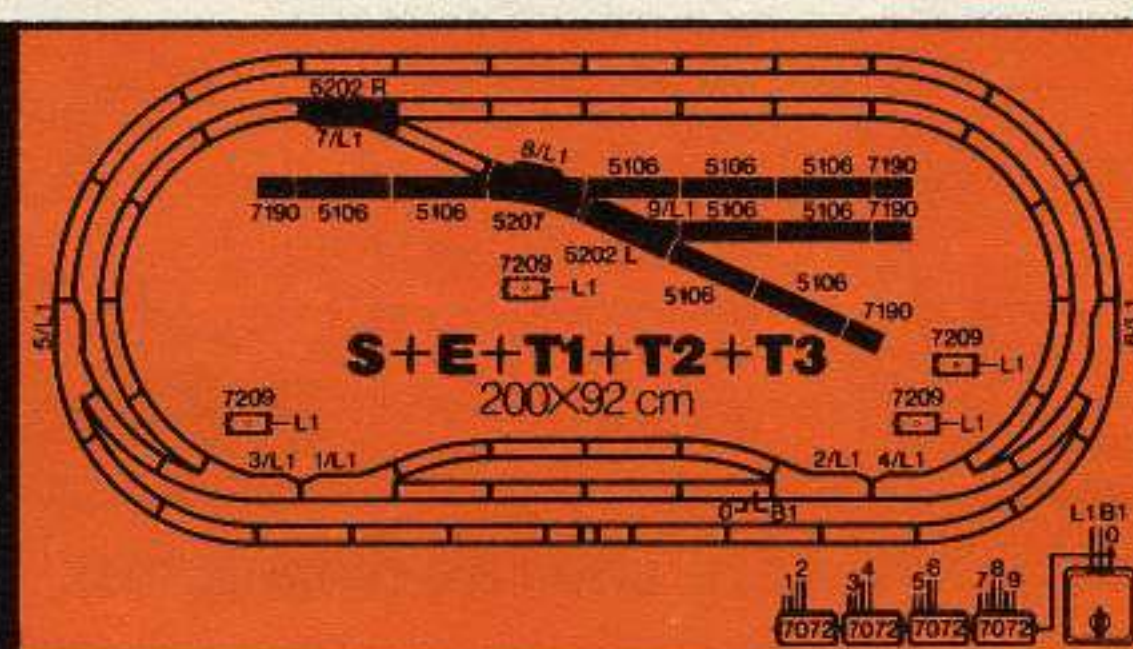 5202 R
7/L1
8/L1
5106 5106 5106 7190
7190 5106 5106 5207 9/L1 5106 5106 7190
5202 L
7209 L1
5106 5106 7190
5/L1
6/L1
S+E+T1+T2+T3
200X92 cm
7209 L1
7209 L1
7209 L1
3/L1 1/L1
2/L1 4/L1
0 B1
L1 B1
0
1 2 3 4 5 6 7 8 9
7072 7072 7072 7072